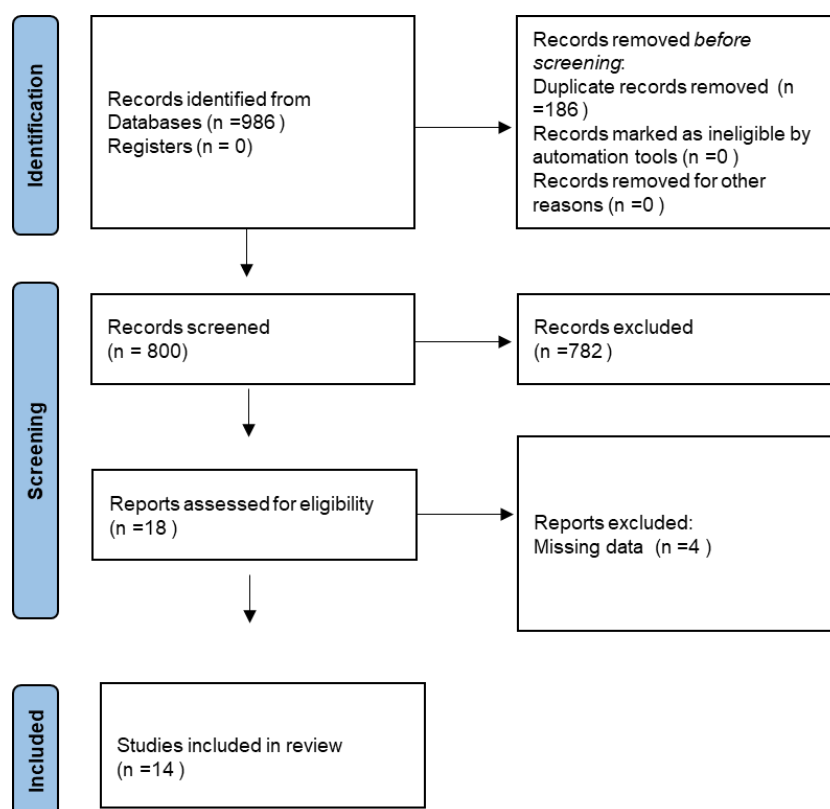 Identification
Records identified from
Databases (n =986)
Registers (n = 0)
Records removed before
screening:
Duplicate records removed (n
=186)
Records marked as ineligible by
automation tools (n =0 )
Records removed for other
reasons (n =0 )
Screening
Records screened
(n = 800)
Records excluded
(n =782)
Reports assessed for eligibility
(n =18 )
Reports excluded:
Missing data (n =4 )
Included
Studies included in review
(n =14 )